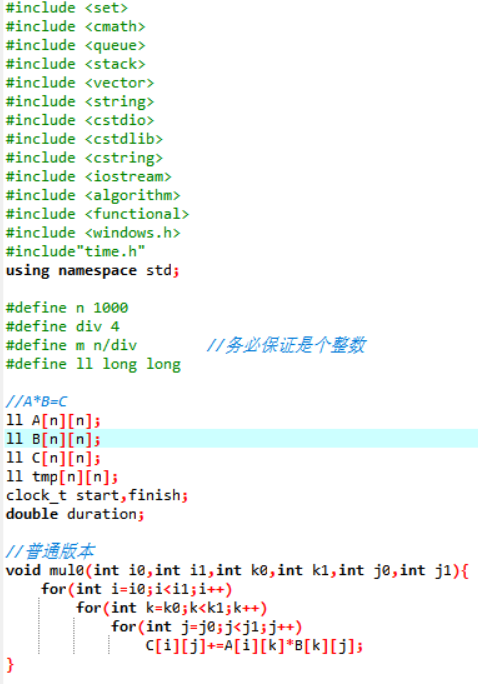 #include <set>
#include <cmath>
#include <queue>
#include <stack>
#include <vector>
#include <string>
#include <cstdio>
#include <cstdlib>
#include <cstring>
#include <iostream>
#include <algorithm>
#include <functional>
#include <windows.h>
#include"time.h"
using namespace std;

#define n 1000
#define div 4
#define m n/div        //务必保证是个整数
#define ll long long

//A*B=C
ll A[n][n];
ll B[n][n];
ll C[n][n];
ll tmp[n][n];
clock_t start,finish;
double duration;

//普通版本
void mul0(int i0,int i1,int k0,int k1,int j0,int j1){
    for(int i=i0;i<i1;i++)
        for(int k=k0;k<k1;k++)
            for(int j=j0;j<j1;j++)
                C[i][j]+=A[i][k]*B[k][j];
}